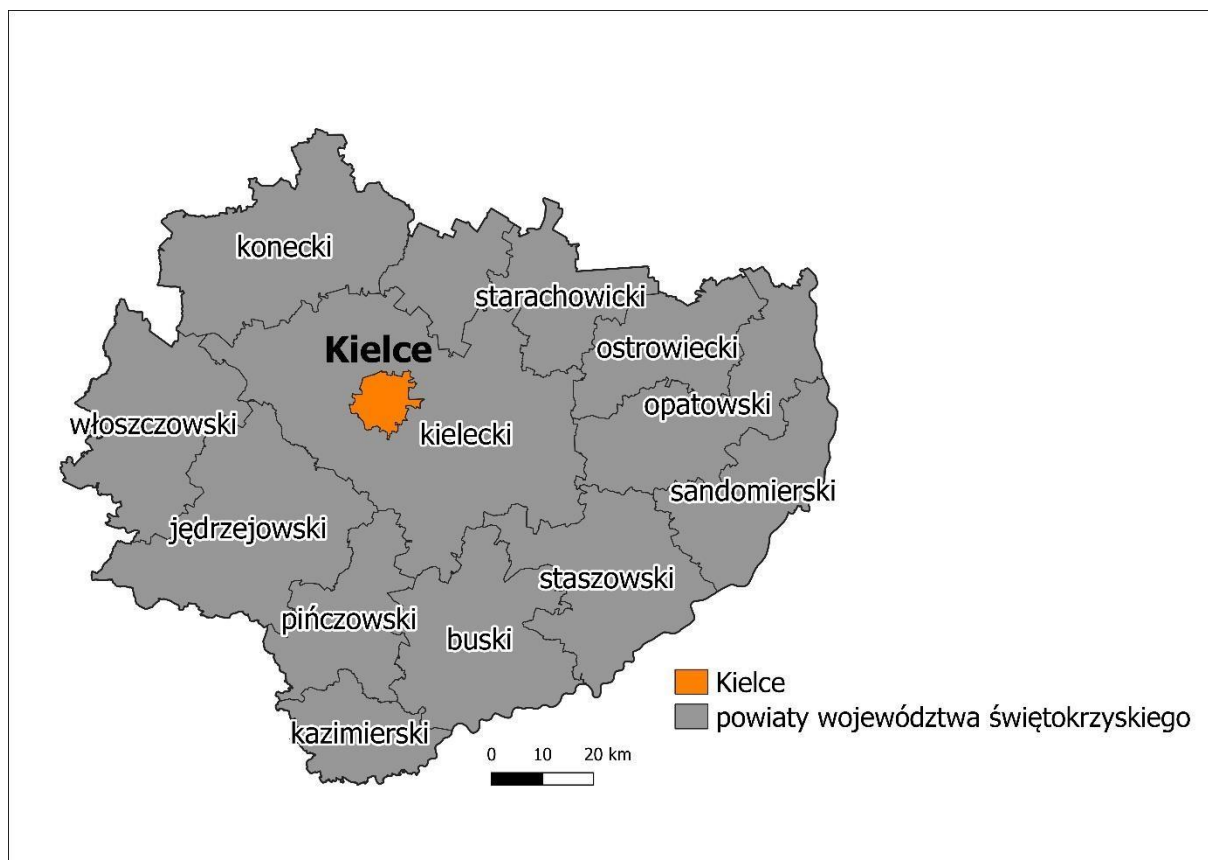 konecki
starachowicki
Kielce
ostrowiecki
opatowski
włoszczowski
kielecki
sandomierski
jędrzejowski
staszowski
pińczowski
buski
Kielce
powiaty województwa świętokrzyskiego
kazimierski
0 10 20 km